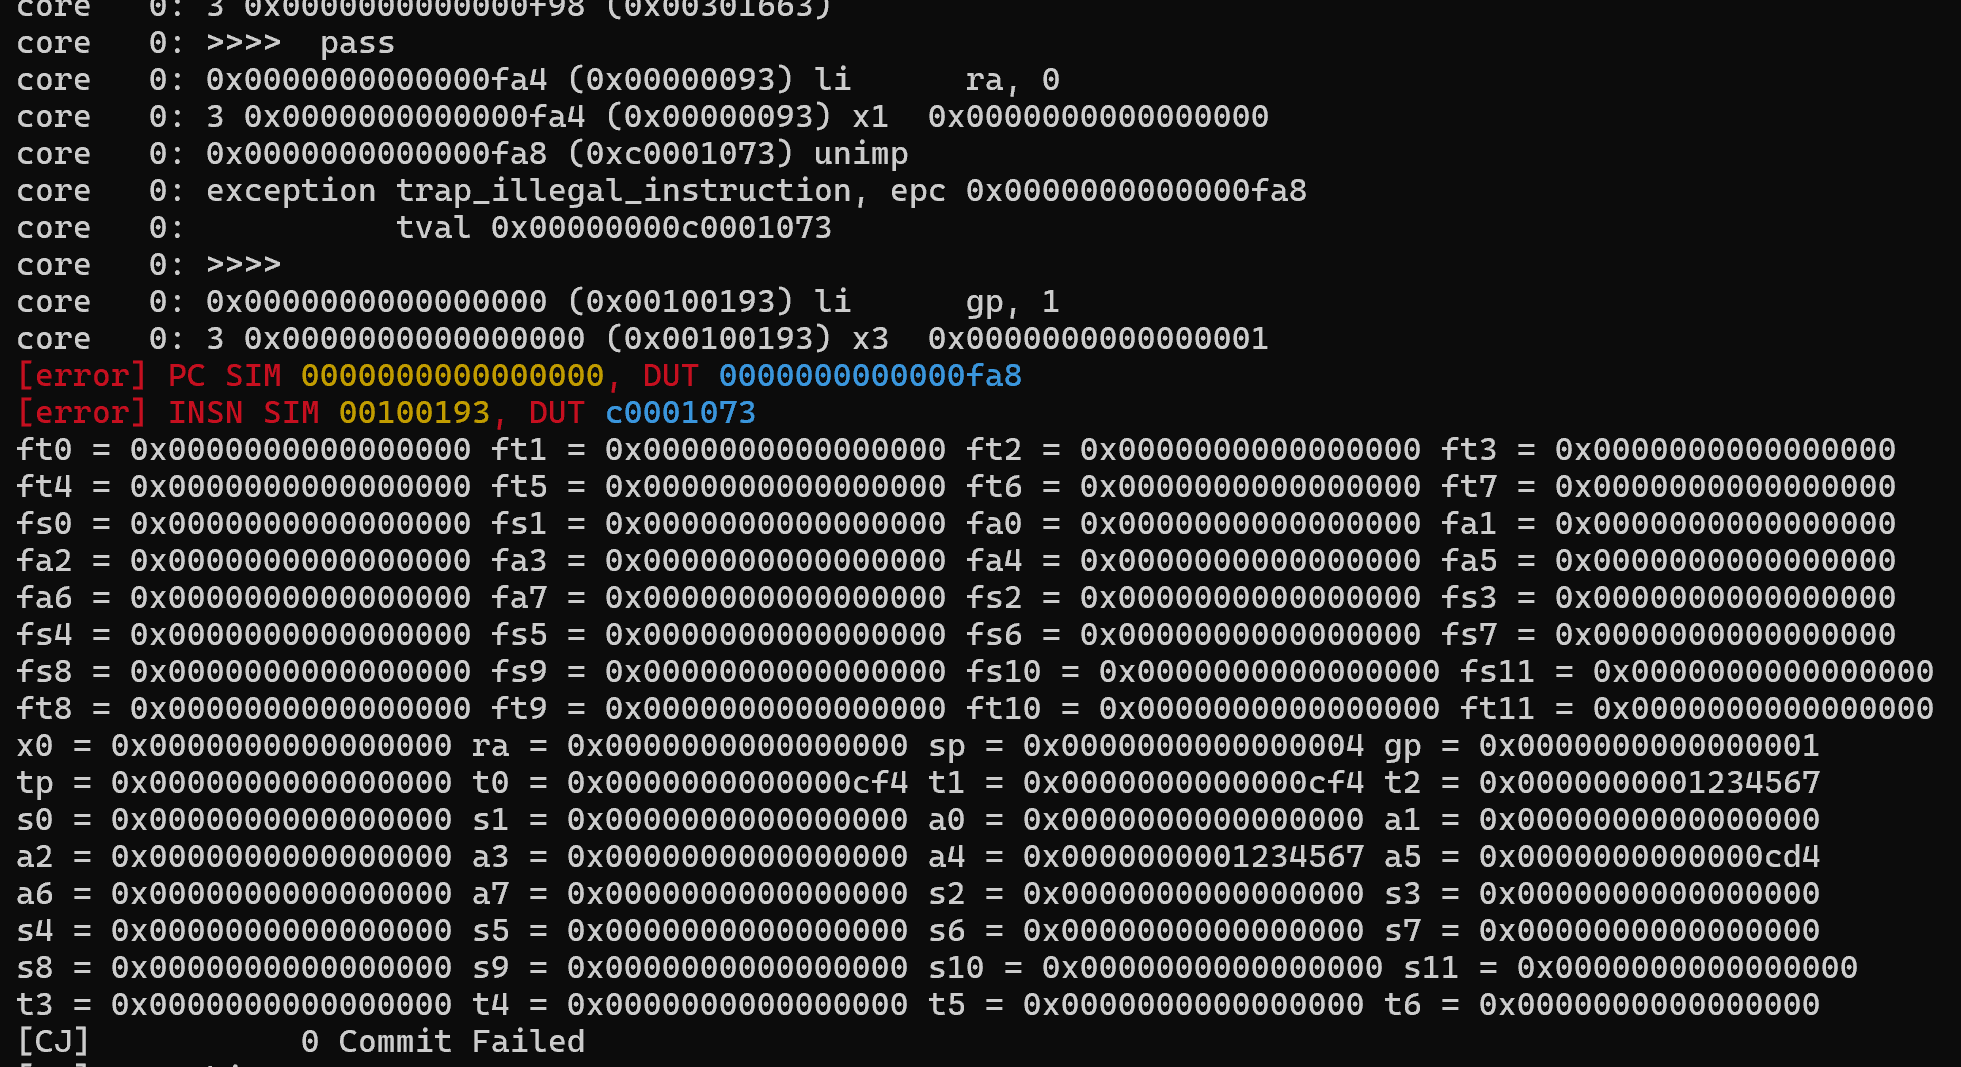 core   0: 3 0x0000000000000f98 (0x00301663)
core   0: >>>>  pass
core   0: 0x0000000000000fa4 (0x00000093) li      ra, 0
core   0: 3 0x0000000000000fa4 (0x00000093) x1  0x0000000000000000
core   0: 0x0000000000000fa8 (0xc0001073) unimp
core   0: exception trap_illegal_instruction, epc 0x0000000000000fa8
core   0:           tval 0x00000000c0001073
core   0: >>>>
core   0: 0x0000000000000000 (0x00100193) li      gp, 1
core   0: 3 0x0000000000000000 (0x00100193) x3  0x0000000000000001
[error] PC SIM 0000000000000000, DUT 0000000000000fa8
[error] INSN SIM 00100193, DUT c0001073
ft0 = 0x0000000000000000 ft1 = 0x0000000000000000 ft2 = 0x0000000000000000 ft3 = 0x0000000000000000
ft4 = 0x0000000000000000 ft5 = 0x0000000000000000 ft6 = 0x0000000000000000 ft7 = 0x0000000000000000
fs0 = 0x0000000000000000 fs1 = 0x0000000000000000 fa0 = 0x0000000000000000 fa1 = 0x0000000000000000
fa2 = 0x0000000000000000 fa3 = 0x0000000000000000 fa4 = 0x0000000000000000 fa5 = 0x0000000000000000
fa6 = 0x0000000000000000 fa7 = 0x0000000000000000 fs2 = 0x0000000000000000 fs3 = 0x0000000000000000
fs4 = 0x0000000000000000 fs5 = 0x0000000000000000 fs6 = 0x0000000000000000 fs7 = 0x0000000000000000
fs8 = 0x0000000000000000 fs9 = 0x0000000000000000 fs10 = 0x0000000000000000 fs11 = 0x0000000000000000
ft8 = 0x0000000000000000 ft9 = 0x0000000000000000 ft10 = 0x0000000000000000 ft11 = 0x0000000000000000
x0 = 0x0000000000000000 ra = 0x0000000000000000 sp = 0x0000000000000004 gp = 0x0000000000000001
tp = 0x0000000000000000 t0 = 0x0000000000000cf4 t1 = 0x0000000000000cf4 t2 = 0x0000000001234567
s0 = 0x0000000000000000 s1 = 0x0000000000000000 a0 = 0x0000000000000000 a1 = 0x0000000000000000
a2 = 0x0000000000000000 a3 = 0x0000000000000000 a4 = 0x0000000001234567 a5 = 0x0000000000000cd4
a6 = 0x0000000000000000 a7 = 0x0000000000000000 s2 = 0x0000000000000000 s3 = 0x0000000000000000
s4 = 0x0000000000000000 s5 = 0x0000000000000000 s6 = 0x0000000000000000 s7 = 0x0000000000000000
s8 = 0x0000000000000000 s9 = 0x0000000000000000 s10 = 0x0000000000000000 s11 = 0x0000000000000000
t3 = 0x0000000000000000 t4 = 0x0000000000000000 t5 = 0x0000000000000000 t6 = 0x0000000000000000
[CJ]           0 Commit Failed